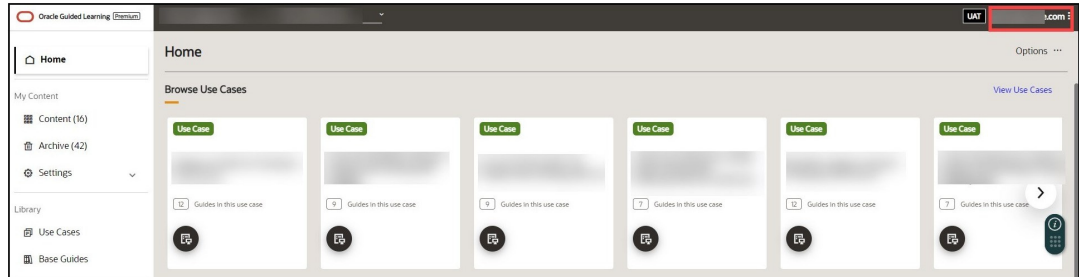 Oracle Guided Learning Premium
UAT .com
Home
My Content
Content (16)
Archive (42)
Settings
Library
Use Cases
Base Guides
Home
Options
Browse Use Cases
View Use Cases
Use Case
12 Guides in this use case
Use Case
9 Guides in this use case
Use Case
9 Guides in this use case
Use Case
7 Guides in this use case
Use Case
12 Guides in this use case
Use Case
7 Guides in this use case